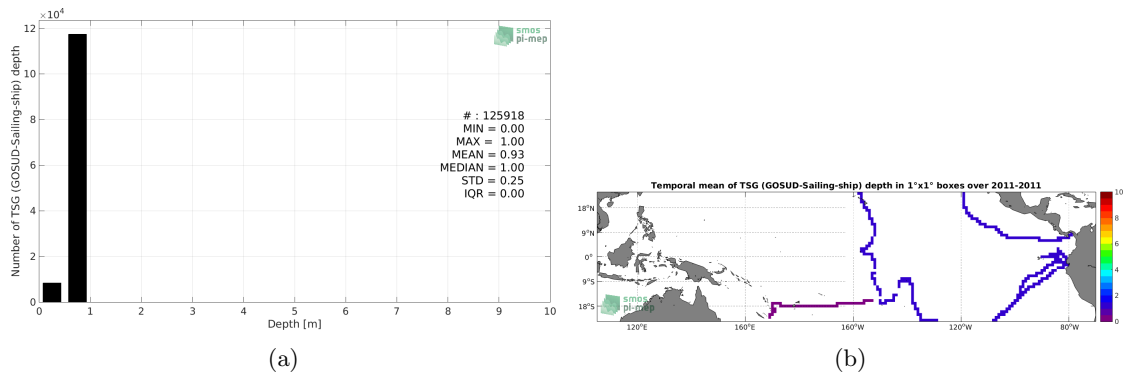 ×10⁴
12
10
8
6
4
2
0
Number of TSG (GOSUD-Sailing-ship) depth
smos
pi-mep
# : 125918
MIN = 0.00
MAX = 1.00
MEAN = 0.93
MEDIAN = 1.00
STD = 0.25
IQR = 0.00
0 1 2 3 4 5 6 7 8 9 10
Depth [m]
(a)
Temporal mean of TSG (GOSUD-Sailing-ship) depth in 1°x1° boxes over 2011-2011
18°N
9°N
0°
9°S
18°S
smos
pi-mep
120°E 160°E 160°W 120°W 80°W
10
8
6
4
2
0
(b)